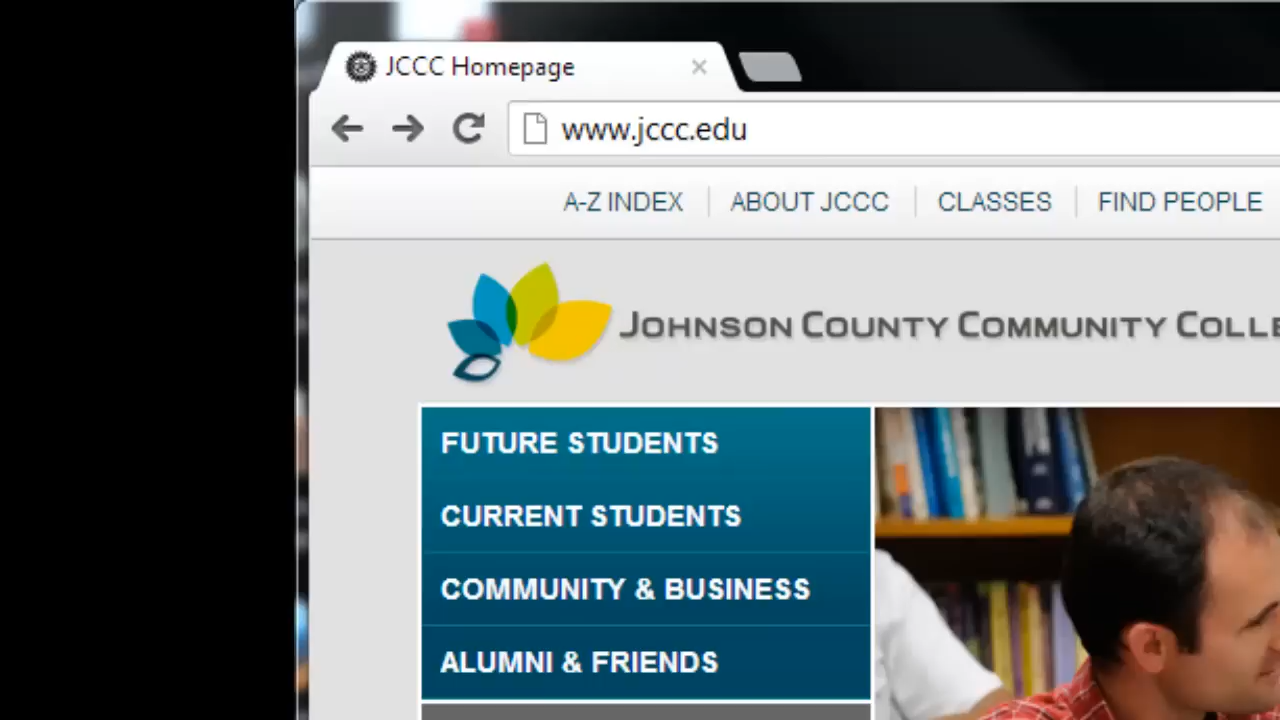 JCCC Homepage
www.jccc.edu
A-Z INDEX ABOUT JCCC CLASSES FIND PEOPLE
JOHNSON COUNTY COMMUNITY COLLE
FUTURE STUDENTS
CURRENT STUDENTS
COMMUNITY & BUSINESS
ALUMNI & FRIENDS